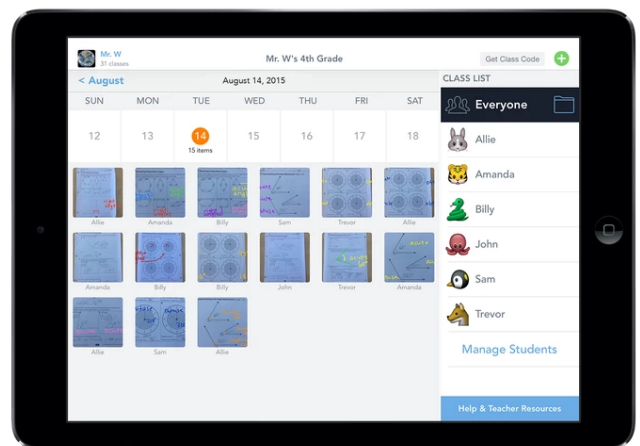 Mr. W
31 classes
Mr. W's 4th Grade
Get Class Code
< August
August 14, 2015
SUN MON TUE WED THU FRI SAT
12 13 14 15 16 17 18
15 items
Allie Amanda Billy Sam Trevor Allie
Amanda Billy Billy John Trevor Amanda
Allie Sam Allie
CLASS LIST
Everyone
Allie
Amanda
Billy
John
Sam
Trevor
Manage Students
Help & Teacher Resources